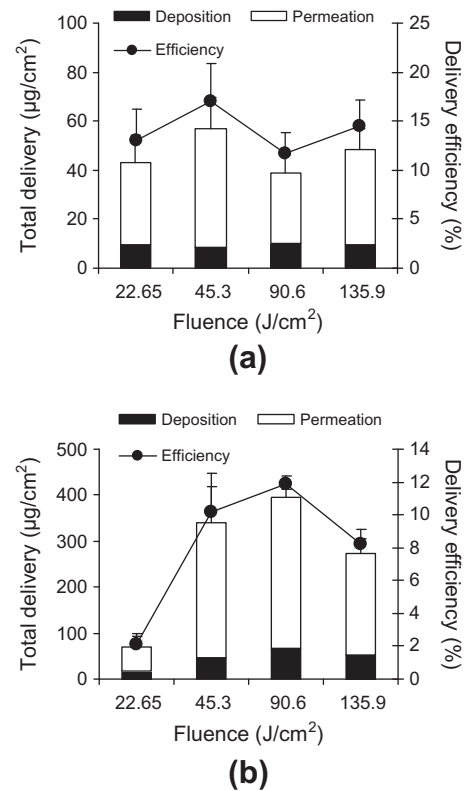 Deposition Permeation
Efficiency
Total delivery (μg/cm²)
100
80
60
40
20
0
25
20
15
10
5
0
Delivery efficiency (%)
22.65 45.3 90.6 135.9
Fluence (J/cm²)
(a)
Deposition Permeation
Efficiency
Total delivery (μg/cm²)
500
400
300
200
100
0
14
12
10
8
6
4
2
0
Delivery efficiency (%)
22.65 45.3 90.6 135.9
Fluence (J/cm²)
(b)